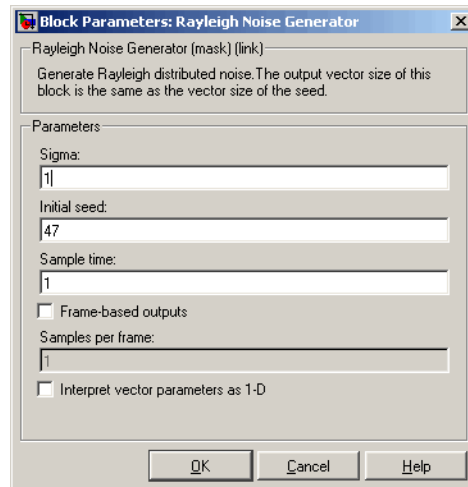 Block Parameters: Rayleigh Noise Generator
Rayleigh Noise Generator (mask) (link)
Generate Rayleigh distributed noise.The output vector size of this
block is the same as the vector size of the seed.
Parameters
Sigma:
1
Initial seed:
47
Sample time:
1
Frame-based outputs
Samples per frame:
1
Interpret vector parameters as 1-D
OK Cancel Help